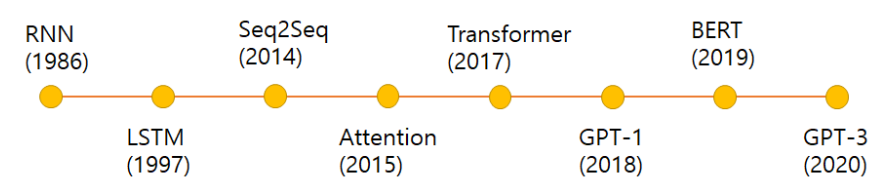 RNN
(1986)
LSTM
(1997)
Seq2Seq
(2014)
Attention
(2015)
Transformer
(2017)
GPT-1
(2018)
BERT
(2019)
GPT-3
(2020)